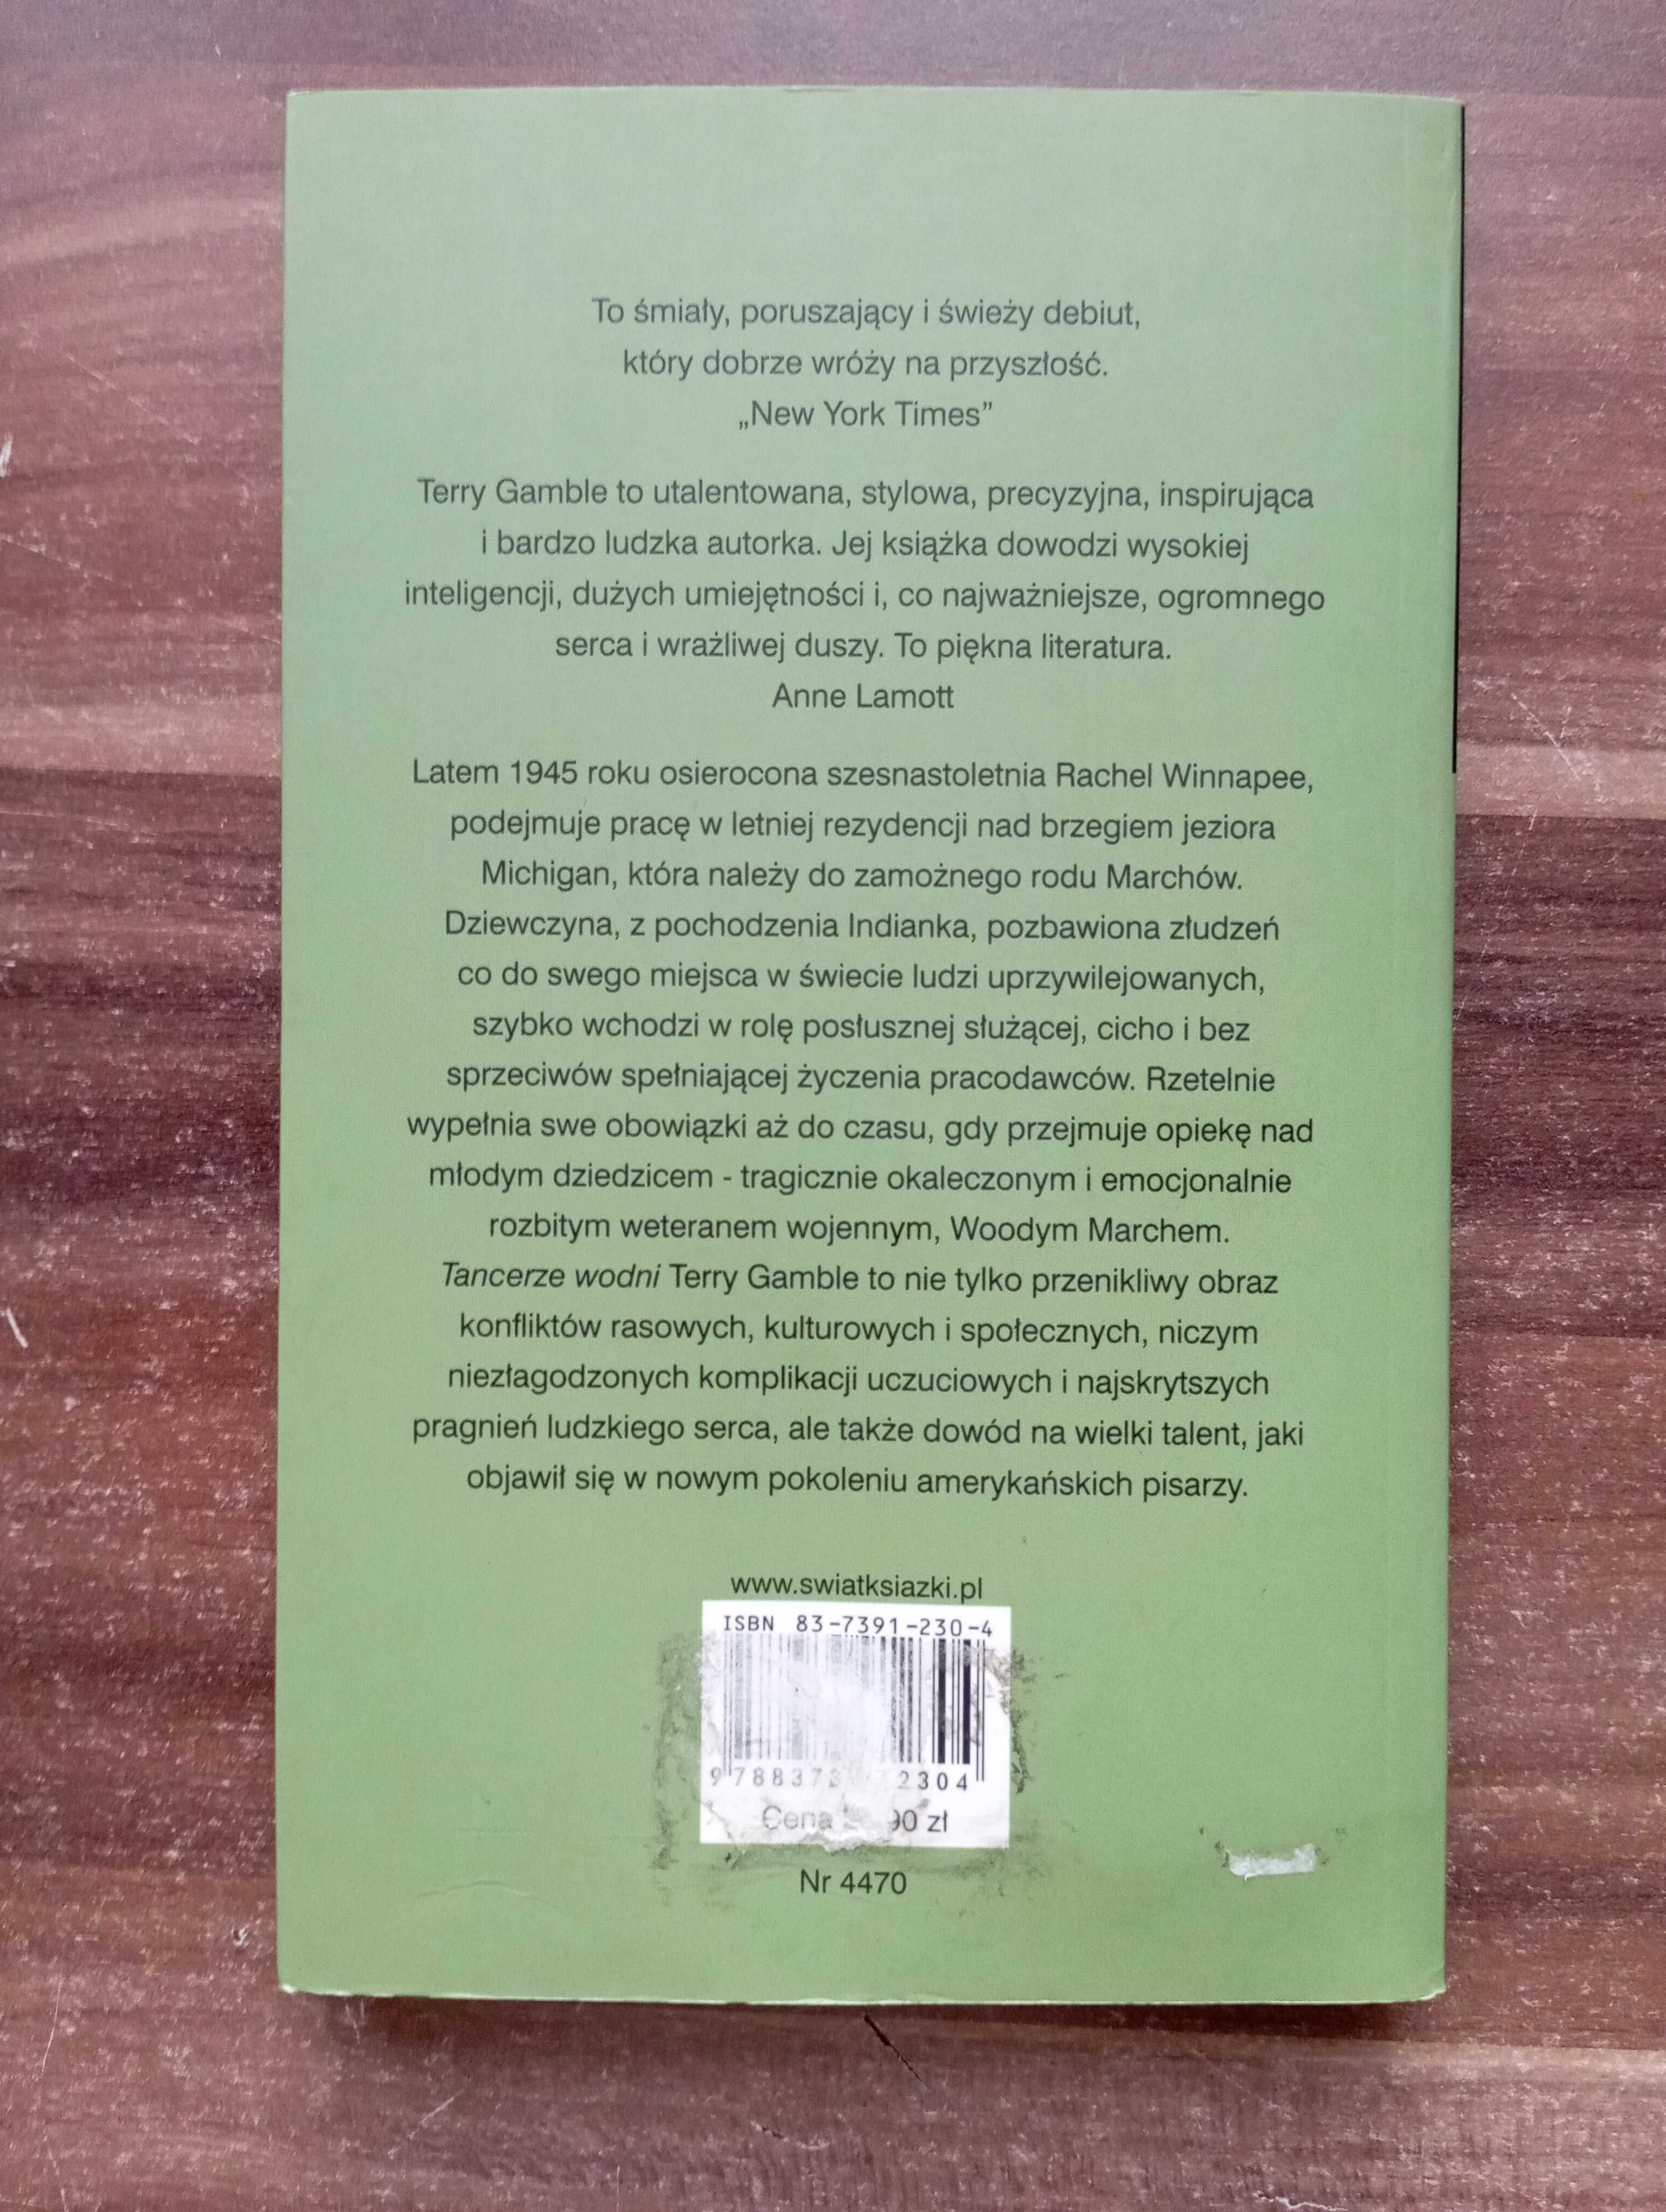 To śmiały, poruszający i świeży debiut,
który dobrze wróży na przyszłość.
„New York Times”
Terry Gamble to utalentowana, stylowa, precyzyjna, inspirująca
i bardzo ludzka autorka. Jej książka dowodzi wysokiej
inteligencji, dużych umiejętności i, co najważniejsze, ogromnego
serca i wrażliwej duszy. To piękna literatura.
Anne Lamott
Latem 1945 roku osierocona szesnastoletnia Rachel Winnapee,
podejmuje pracę w letniej rezydencji nad brzegiem jeziora
Michigan, która należy do zamożnego rodu Marchów.
Dziewczyna, z pochodzenia Indianka, pozbawiona złudzeń
co do swego miejsca w świecie ludzi uprzywilejowanych,
szybko wchodzi w rolę posłusznej służącej, cicho i bez
sprzeciwów spełniającej życzenia pracodawców. Rzetelnie
wypełnia swe obowiązki aż do czasu, gdy przejmuje opiekę nad
młodym dziedzicem - tragicznie okaleczonym i emocjonalnie
rozbitym weteranem wojennym, Woodym Marchem.
Tancerze wodni Terry Gamble to nie tylko przenikliwy obraz
konfliktów rasowych, kulturowych i społecznych, niczym
niezłagodzonych komplikacji uczuciowych i najskrytszych
pragnień ludzkiego serca, ale także dowód na wielki talent, jaki
objawił się w nowym pokoleniu amerykańskich pisarzy.
www.swiatksiazki.pl
ISBN 83-7391-230-4
Cena zł
Nr 4470